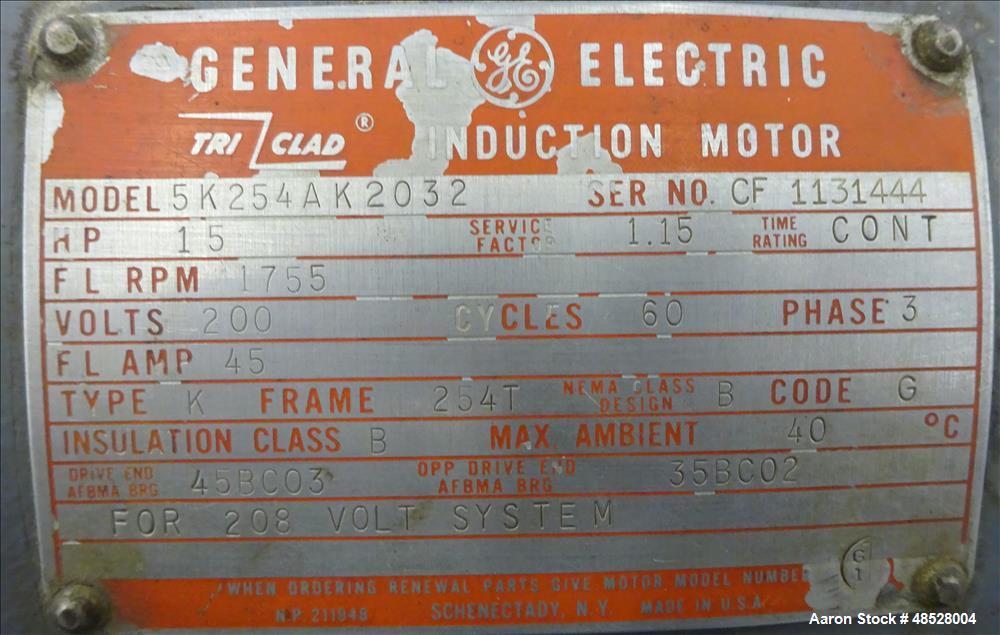 GENERAL GE ELECTRIC
TRI CLAD ® INDUCTION MOTOR
MODEL 5K254AK2032 SER NO. CF 1131444
HP 15 SERVICE FACTOR 1.15 TIME RATING CONT
FL RPM 1755
VOLTS 200 CYCLES 60 PHASE 3
FL AMP 45
TYPE K FRAME 254T NEMA CLASS DESIGN B CODE G
INSULATION CLASS B MAX. AMBIENT 40 °C
DRIVE END AFBMA BRG 45BC03 OPP DRIVE END AFBMA BRG 35BC02
FOR 208 VOLT SYSTEM
G1
WHEN ORDERING RENEWAL PARTS GIVE MOTOR MODEL NUMBER
N.P. 211948 SCHENECTADY, N.Y. MADE IN U.S.A.
Aaron Stock # 48528004